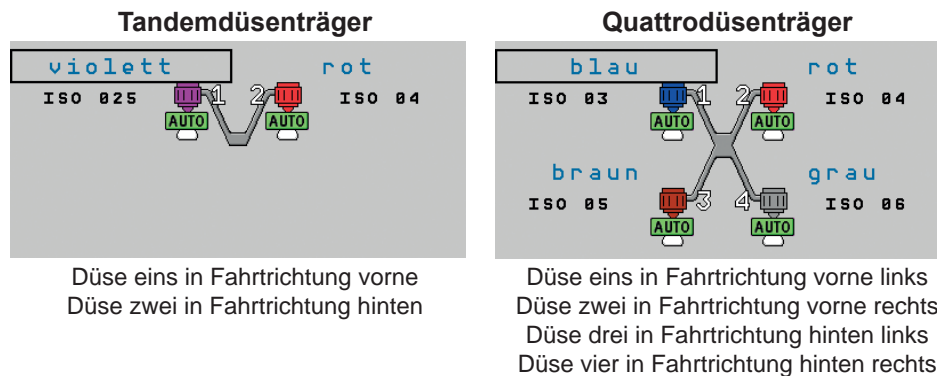 Tandemdüsenträger
violett rot
ISO 025 1 2 ISO 04
AUTO AUTO
Düse eins in Fahrtrichtung vorne
Düse zwei in Fahrtrichtung hinten
Quattrodüsenträger
blau rot
ISO 03 1 2 ISO 04
AUTO AUTO
braun grau
ISO 05 3 4 ISO 06
AUTO AUTO
Düse eins in Fahrtrichtung vorne links
Düse zwei in Fahrtrichtung vorne rechts
Düse drei in Fahrtrichtung hinten links
Düse vier in Fahrtrichtung hinten rechts